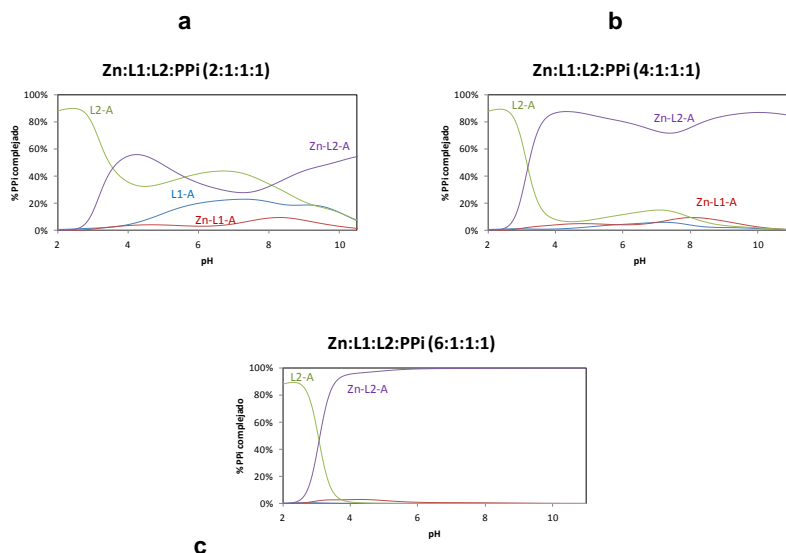 a
b
Zn:L1:L2:PPi (2:1:1:1)
100%
80%
60%
40%
20%
0%
% PPi complejado
L2-A
Zn-L2-A
L1-A
Zn-L1-A
2
4
6
8
10
pH
Zn:L1:L2:PPi (4:1:1:1)
100%
80%
60%
40%
20%
0%
% PPi complejado
L2-A
Zn-L2-A
Zn-L1-A
2
4
6
8
10
pH
Zn:L1:L2:PPi (6:1:1:1)
100%
80%
60%
40%
20%
0%
% PPi complejado
L2-A
Zn-L2-A
2
4
6
8
10
pH
c